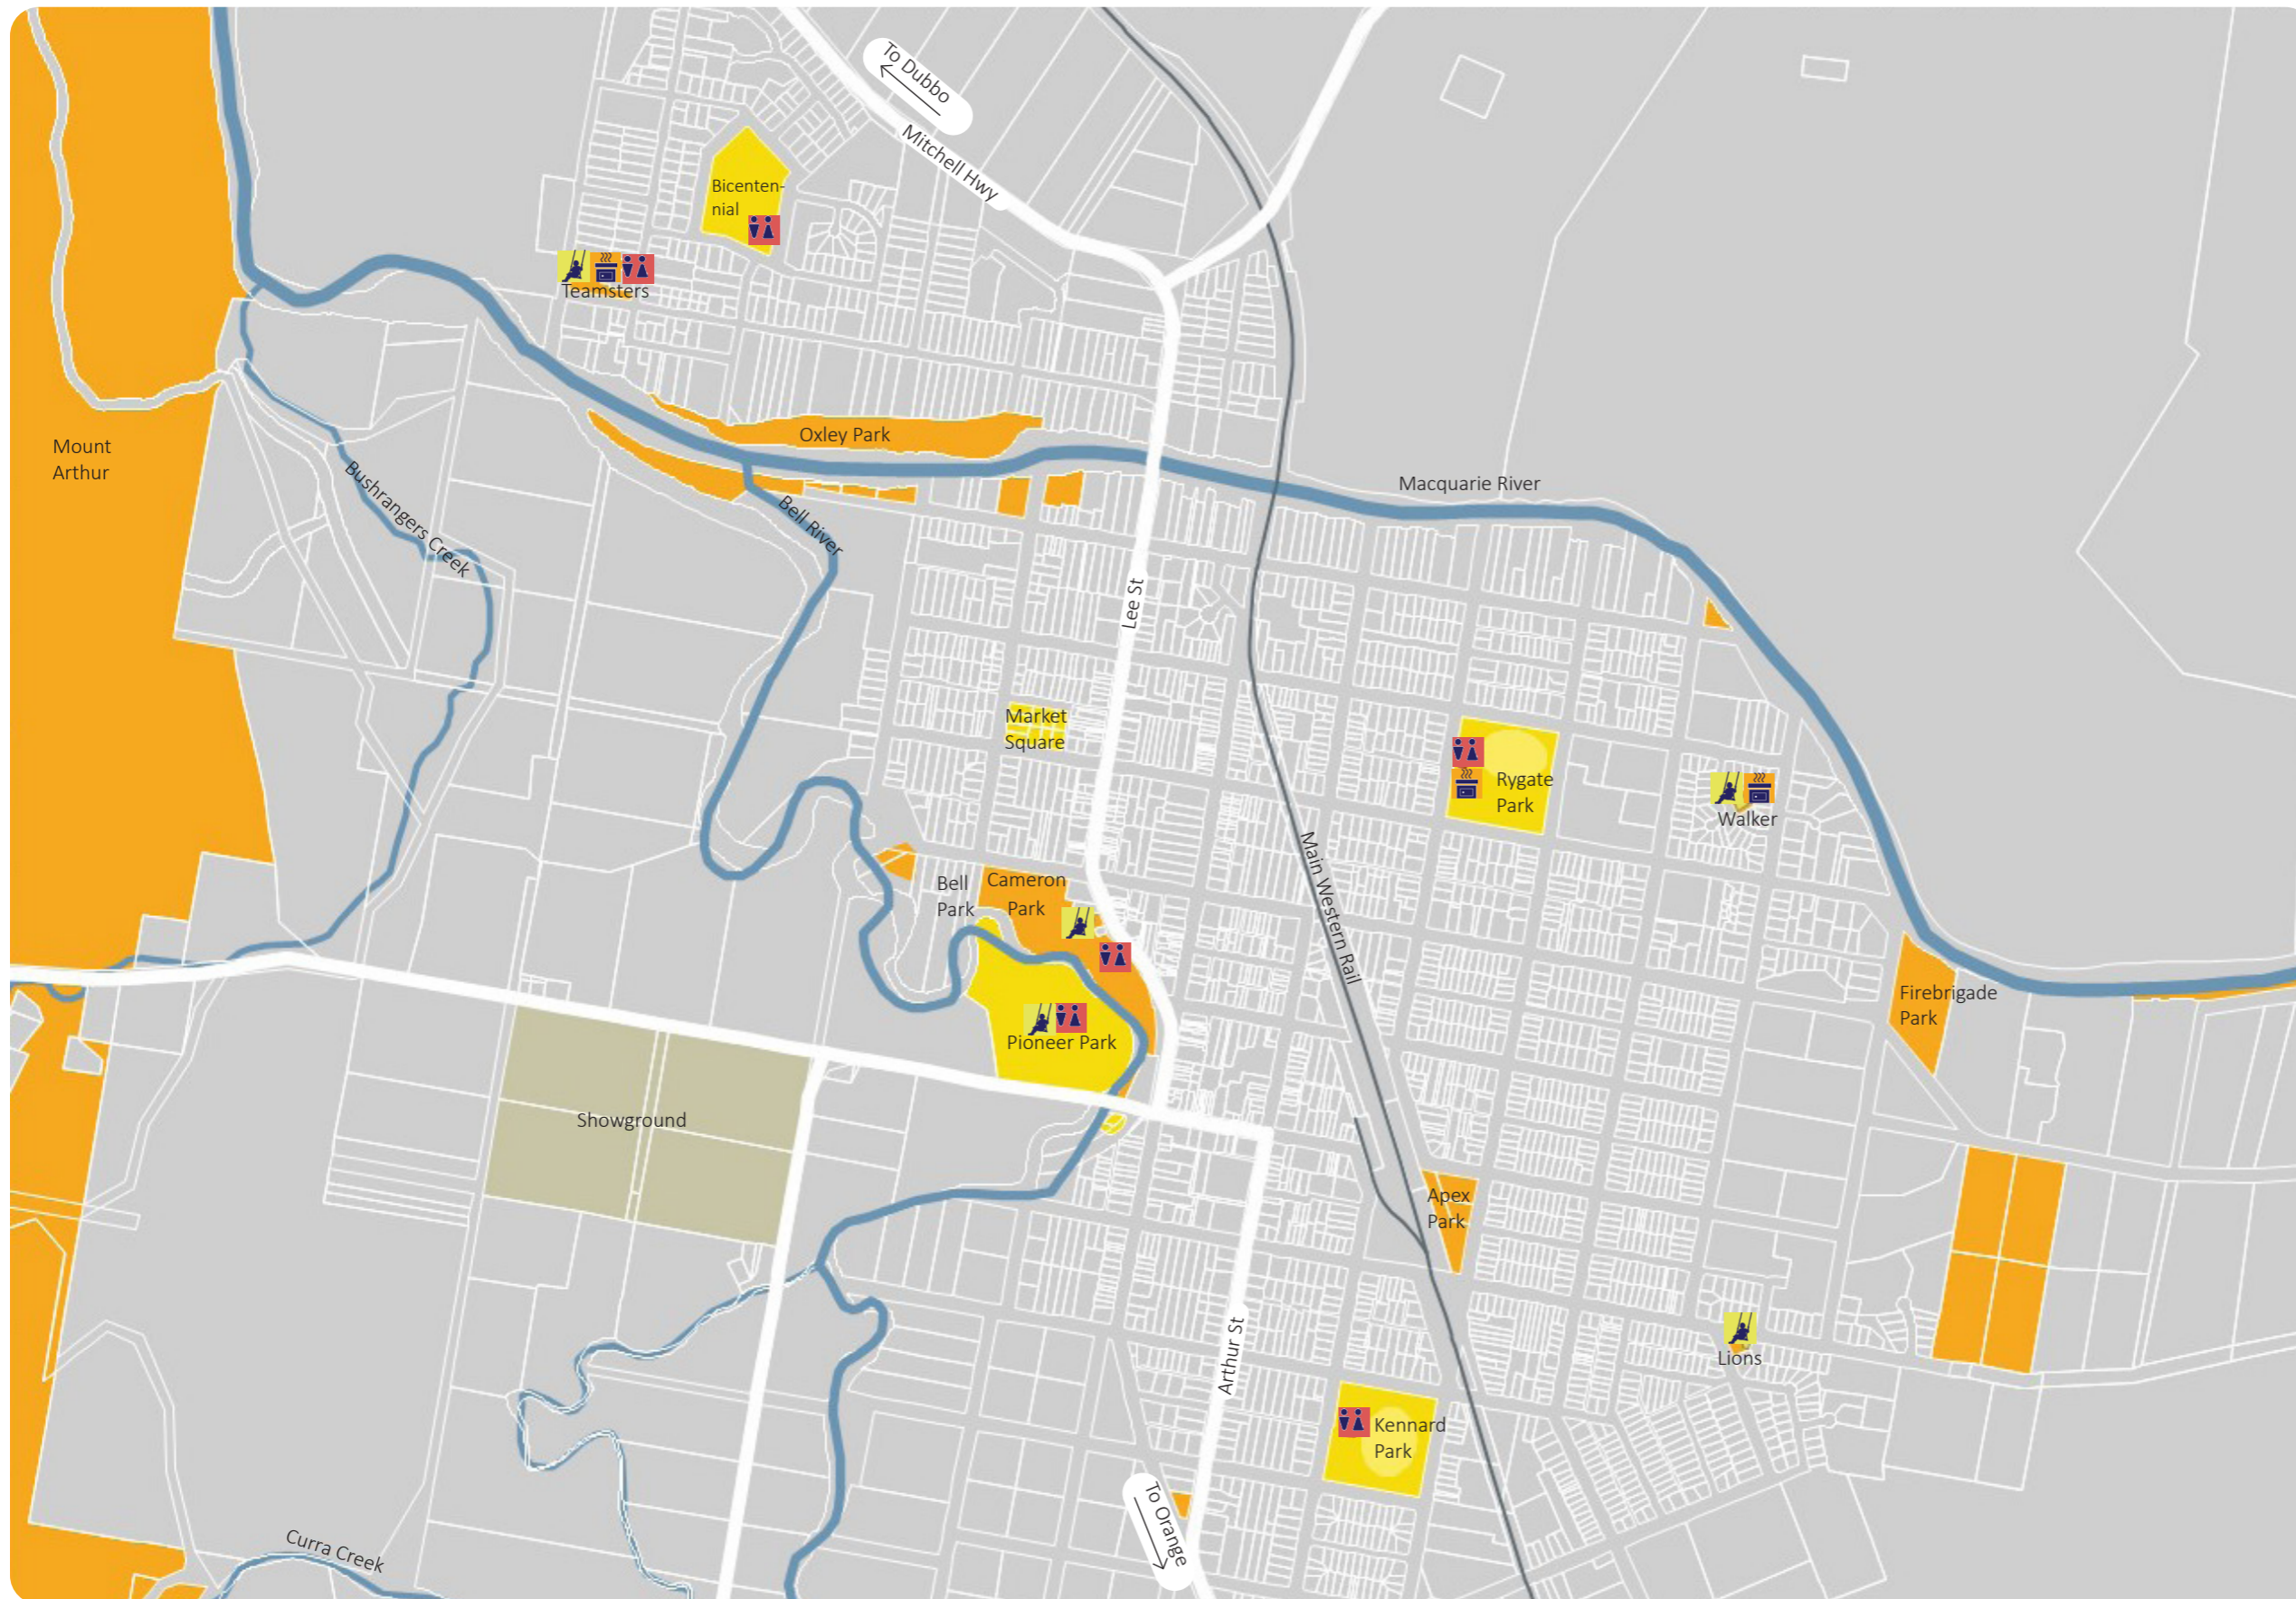 To Dubbo
Mitchell Hwy
Bicenten-
nial
Teamsters
Oxley Park
Mount
Arthur
Bushrangers Creek
Bell River
Macquarie River
Lee St
Market
Square
Rygate
Park
Walker
Main Western Rail
Bell
Park
Cameron
Park
Firebrigade
Park
Pioneer Park
Showground
Apex
Park
Lions
Arthur St
Kennard
Park
To Orange
Curra Creek